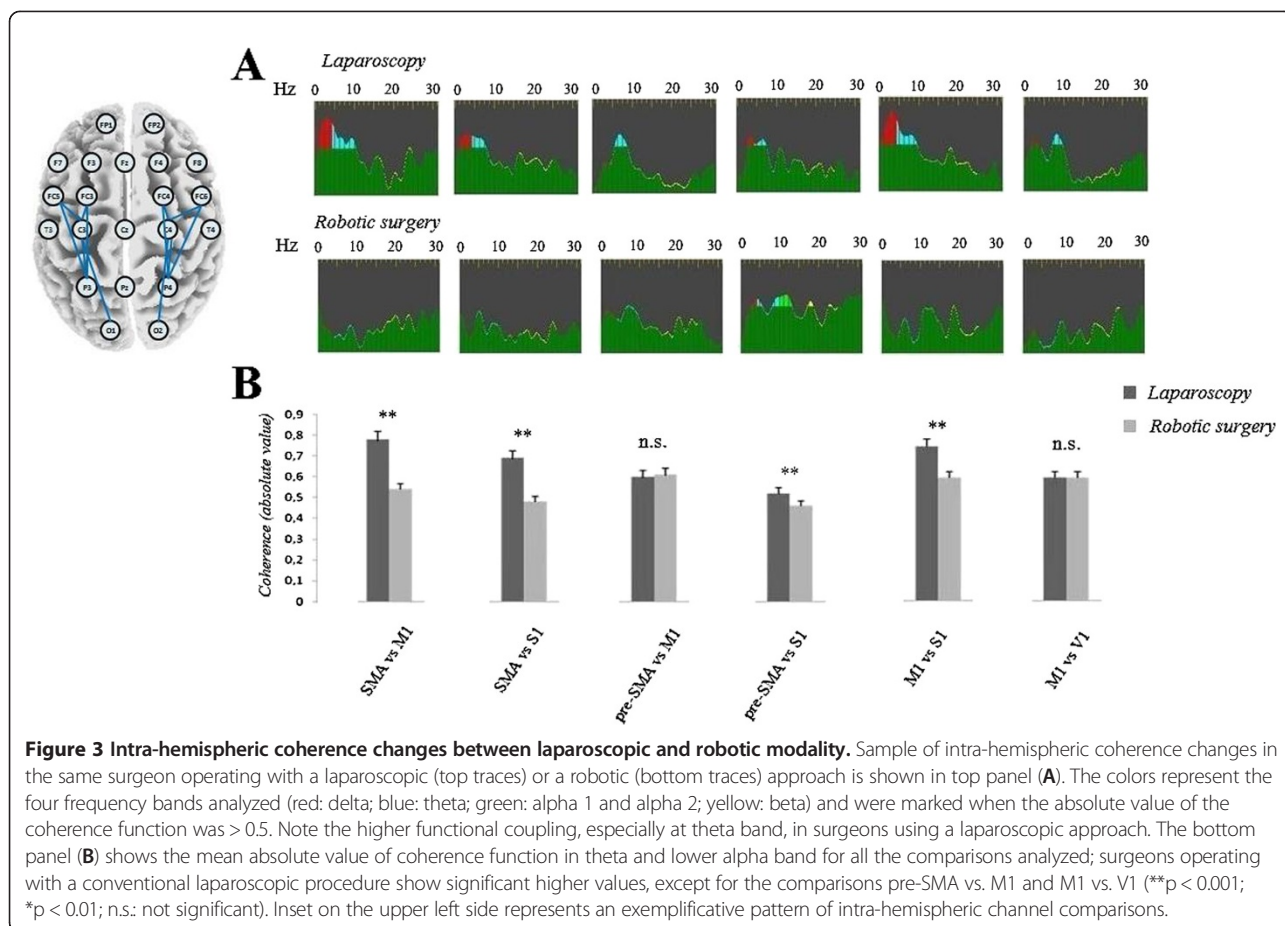 A
Laparoscopy
Hz 0 10 20 30 0 10 20 30 0 10 20 30 0 10 20 30 0 10 20 30 0 10 20 30
Robotic surgery
Hz 0 10 20 30 0 10 20 30 0 10 20 30 0 10 20 30 0 10 20 30 0 10 20 30
FP1 FP2
F7 F3 Fz F4 F8
FC5 FC3 FC4 FC6
T3 C3 Cz C4 T4
P3 Pz P4
O1 O2
B
Laparoscopy
Robotic surgery
Coherence (absolute value)
0,9
0,8
0,7
0,6
0,5
0,4
0,3
0,2
0,1
0
** ** n.s. ** ** n.s.
SMA vs M1
SMA vs S1
pre-SMA vs M1
pre-SMA vs S1
M1 vs S1
M1 vs V1
Figure 3 Intra-hemispheric coherence changes between laparoscopic and robotic modality. Sample of intra-hemispheric coherence changes in
the same surgeon operating with a laparoscopic (top traces) or a robotic (bottom traces) approach is shown in top panel (A). The colors represent the
four frequency bands analyzed (red: delta; blue: theta; green: alpha 1 and alpha 2; yellow: beta) and were marked when the absolute value of the
coherence function was > 0.5. Note the higher functional coupling, especially at theta band, in surgeons using a laparoscopic approach. The bottom
panel (B) shows the mean absolute value of coherence function in theta and lower alpha band for all the comparisons analyzed; surgeons operating
with a conventional laparoscopic procedure show significant higher values, except for the comparisons pre-SMA vs. M1 and M1 vs. V1 (**p < 0.001;
*p < 0.01; n.s.: not significant). Inset on the upper left side represents an exemplificative pattern of intra-hemispheric channel comparisons.